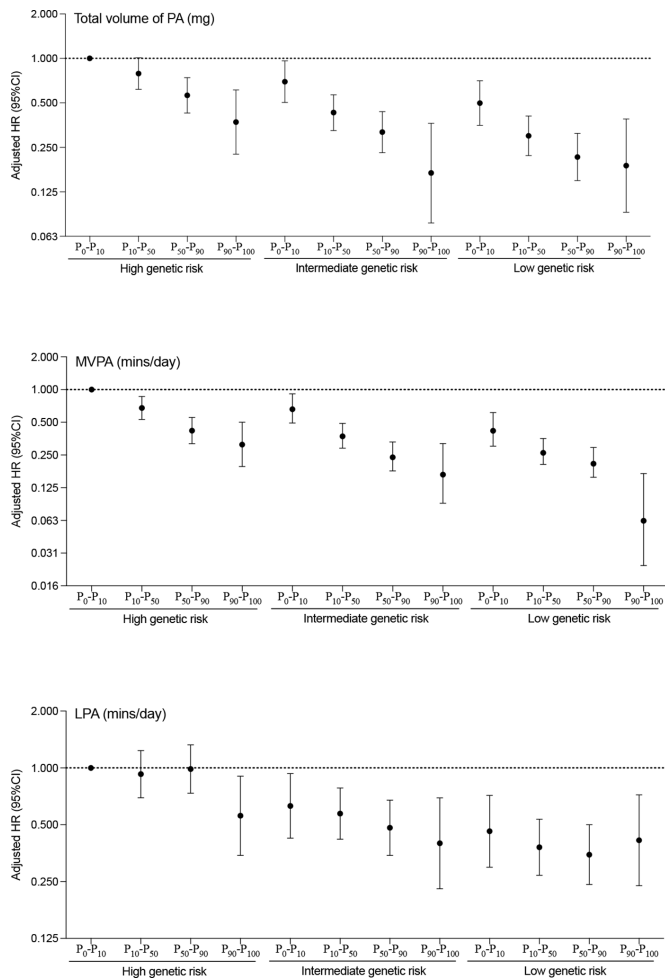 Total volume of PA (mg)
Adjusted HR (95%CI)
2.000
1.000
0.500
0.250
0.125
0.063
P₀-P₁₀ P₁₀-P₅₀ P₅₀-P₉₀ P₉₀-P₁₀₀ P₀-P₁₀ P₁₀-P₅₀ P₅₀-P₉₀ P₉₀-P₁₀₀ P₀-P₁₀ P₁₀-P₅₀ P₅₀-P₉₀ P₉₀-P₁₀₀
High genetic risk Intermediate genetic risk Low genetic risk
MVPA (mins/day)
Adjusted HR (95%CI)
2.000
1.000
0.500
0.250
0.125
0.063
0.031
0.016
P₀-P₁₀ P₁₀-P₅₀ P₅₀-P₉₀ P₉₀-P₁₀₀ P₀-P₁₀ P₁₀-P₅₀ P₅₀-P₉₀ P₉₀-P₁₀₀ P₀-P₁₀ P₁₀-P₅₀ P₅₀-P₉₀ P₉₀-P₁₀₀
High genetic risk Intermediate genetic risk Low genetic risk
LPA (mins/day)
Adjusted HR (95%CI)
2.000
1.000
0.500
0.250
0.125
P₀-P₁₀ P₁₀-P₅₀ P₅₀-P₉₀ P₉₀-P₁₀₀ P₀-P₁₀ P₁₀-P₅₀ P₅₀-P₉₀ P₉₀-P₁₀₀ P₀-P₁₀ P₁₀-P₅₀ P₅₀-P₉₀ P₉₀-P₁₀₀
High genetic risk Intermediate genetic risk Low genetic risk